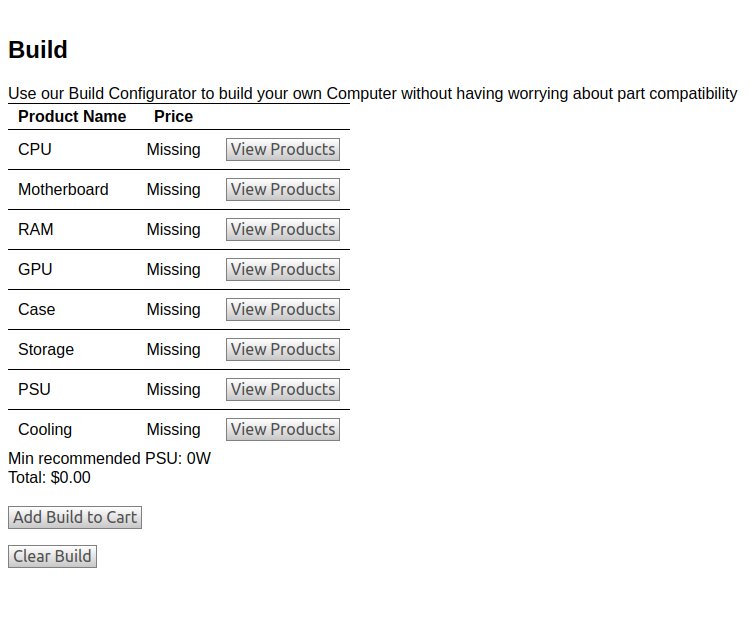 Build
Use our Build Configurator to build your own Computer without having worrying about part compatibility
Product Name Price
CPU Missing View Products
Motherboard Missing View Products
RAM Missing View Products
GPU Missing View Products
Case Missing View Products
Storage Missing View Products
PSU Missing View Products
Cooling Missing View Products
Min recommended PSU: 0W
Total: $0.00
Add Build to Cart
Clear Build